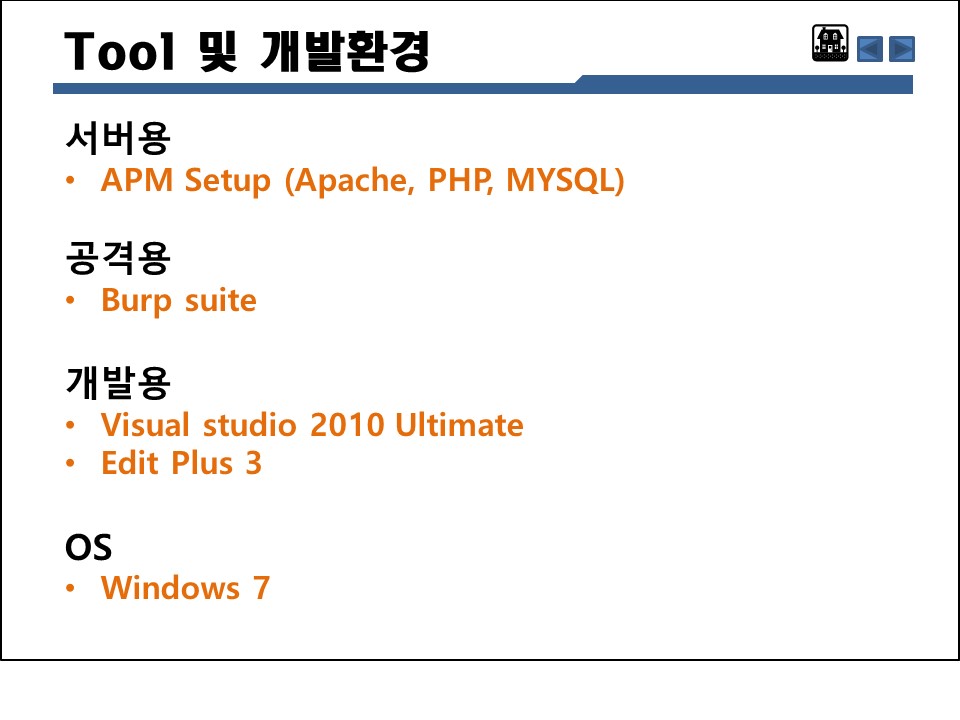 Tool 및 개발환경
서버용
• APM Setup (Apache, PHP, MYSQL)
공격용
• Burp suite
개발용
• Visual studio 2010 Ultimate
• Edit Plus 3
OS
• Windows 7